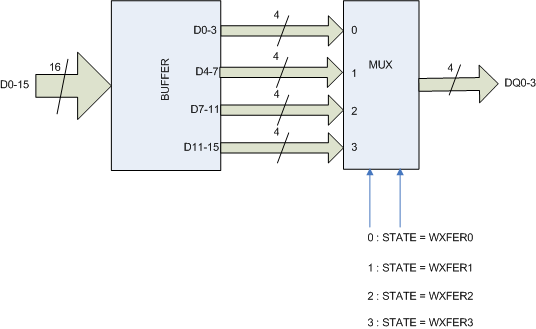 D0-15
16
BUFFER
D0-3
4
0
D4-7
4
1
D7-11
4
2
D11-15
4
3
MUX
4
DQ0-3
0 : STATE = WXFER0
1 : STATE = WXFER1
2 : STATE = WXFER2
3 : STATE = WXFER3